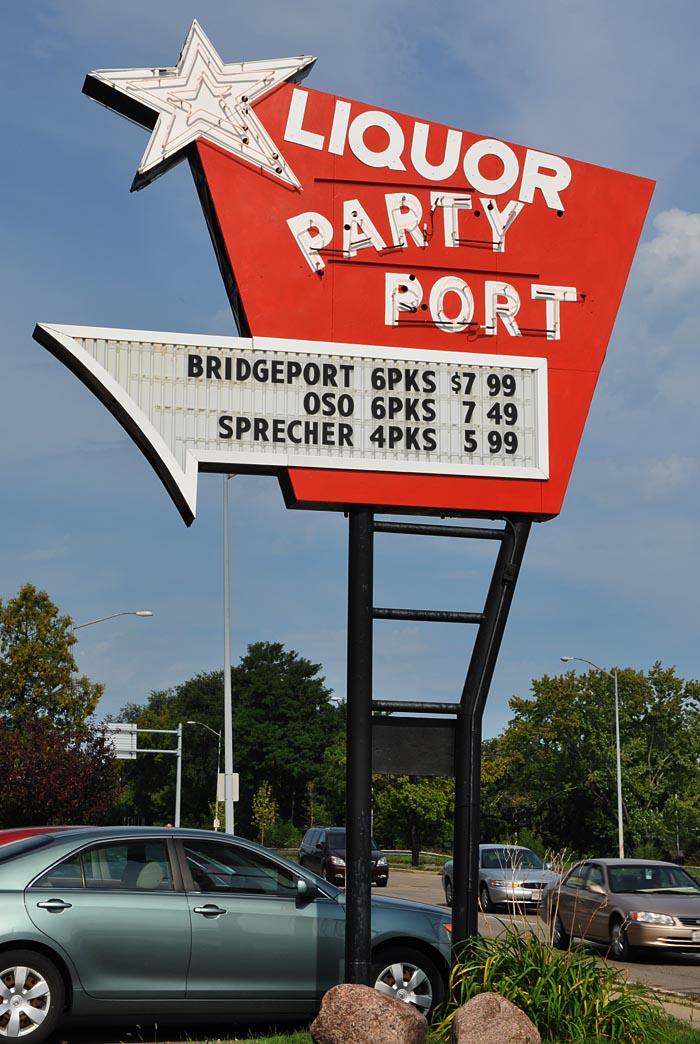 LIQUOR
PARTY
PORT
BRIDGEPORT 6PKS $7 99
OSO 6PKS 7 49
SPRECHER 4PKS 5 99